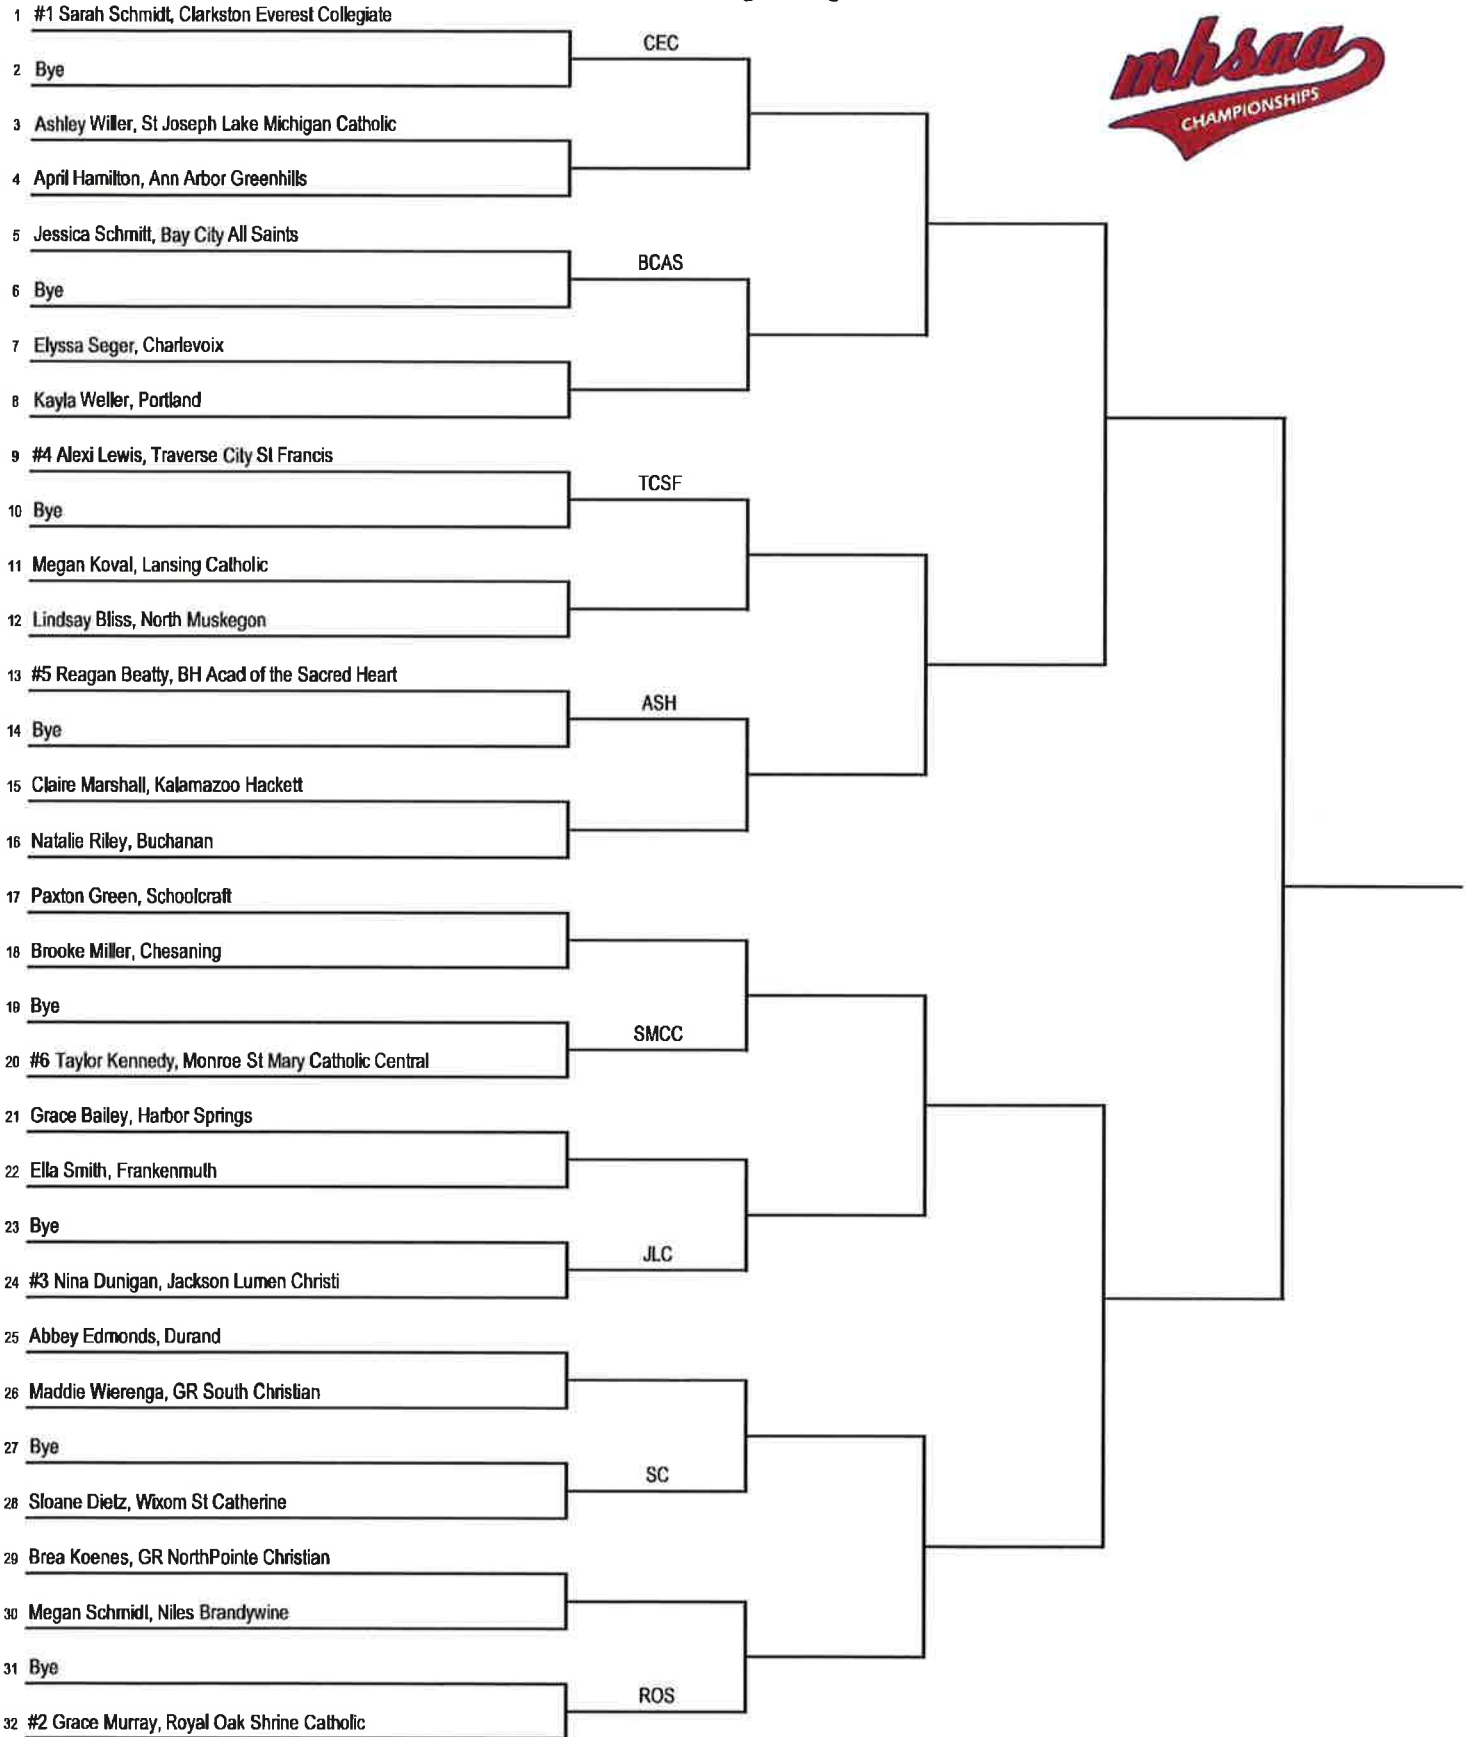 1 #1 Sarah Schmidt, Clarkston Everest Collegiate
CEC
2 Bye
3 Ashley Willer, St Joseph Lake Michigan Catholic
4 April Hamilton, Ann Arbor Greenhills
5 Jessica Schmitt, Bay City All Saints
BCAS
6 Bye
7 Elyssa Seger, Charlevoix
8 Kayla Weller, Portland
9 #4 Alexi Lewis, Traverse City St Francis
TCSF
10 Bye
11 Megan Koval, Lansing Catholic
12 Lindsay Bliss, North Muskegon
13 #5 Reagan Beatty, BH Acad of the Sacred Heart
ASH
14 Bye
15 Claire Marshall, Kalamazoo Hackett
16 Natalie Riley, Buchanan
17 Paxton Green, Schoolcraft
18 Brooke Miller, Chesaning
19 Bye
SMCC
20 #6 Taylor Kennedy, Monroe St Mary Catholic Central
21 Grace Bailey, Harbor Springs
22 Ella Smith, Frankenmuth
23 Bye
JLC
24 #3 Nina Dunigan, Jackson Lumen Christi
25 Abbey Edmonds, Durand
26 Maddie Wierenga, GR South Christian
27 Bye
SC
28 Sloane Dietz, Wixom St Catherine
29 Brea Koenes, GR NorthPointe Christian
30 Megan Schmidt, Niles Brandywine
31 Bye
ROS
32 #2 Grace Murray, Royal Oak Shrine Catholic
mhsaa
CHAMPIONSHIPS